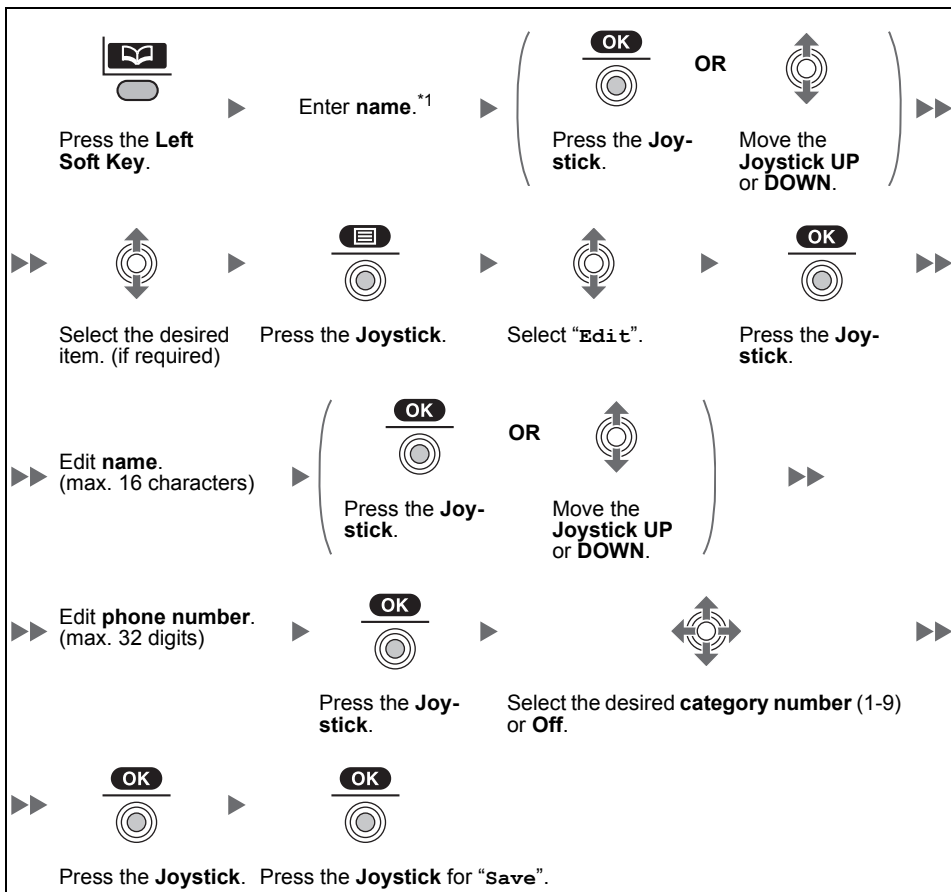 OK
OR
Press the Left
Soft Key.
Enter name.*1
Press the Joy-
stick.
Move the
Joystick UP
or DOWN.
OK
Select the desired
item. (if required)
Press the Joystick.
Select “Edit”.
Press the Joy-
stick.
OK
OR
Edit name.
(max. 16 characters)
Press the Joy-
stick.
Move the
Joystick UP
or DOWN.
Edit phone number.
(max. 32 digits)
OK
Press the Joy-
stick.
Select the desired category number (1-9)
or Off.
OK
OK
Press the Joystick.
Press the Joystick for “Save”.